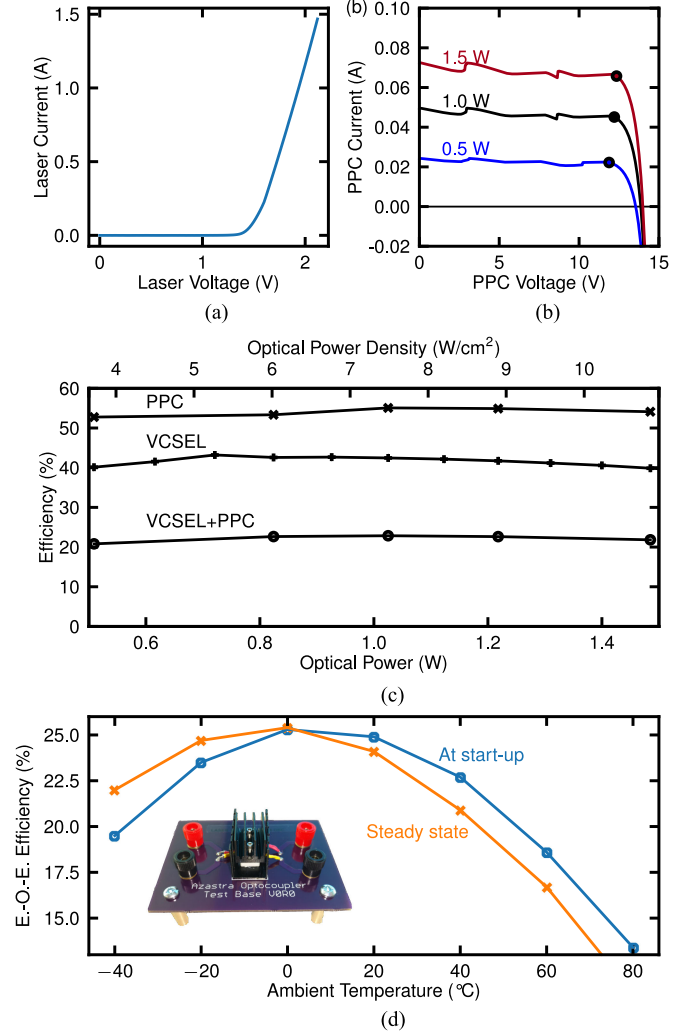 (b)
1.5
1.0
0.5
0.0
Laser Current (A)
0
1
2
Laser Voltage (V)
(a)
0.10
0.08
0.06
0.04
0.02
0.00
-0.02
PPC Current (A)
1.5 W
1.0 W
0.5 W
0
5
10
15
PPC Voltage (V)
(b)
Optical Power Density (W/cm²)
4
5
6
7
8
9
10
60
50
40
30
20
10
0
Efficiency (%)
PPC
VCSEL
VCSEL+PPC
0.6
0.8
1.0
1.2
1.4
Optical Power (W)
(c)
25.0
22.5
20.0
17.5
15.0
E.-O.-E. Efficiency (%)
At start-up
Steady state
Azastra Optocoupler
Test Base V0R0
−40
−20
0
20
40
60
80
Ambient Temperature (°C)
(d)